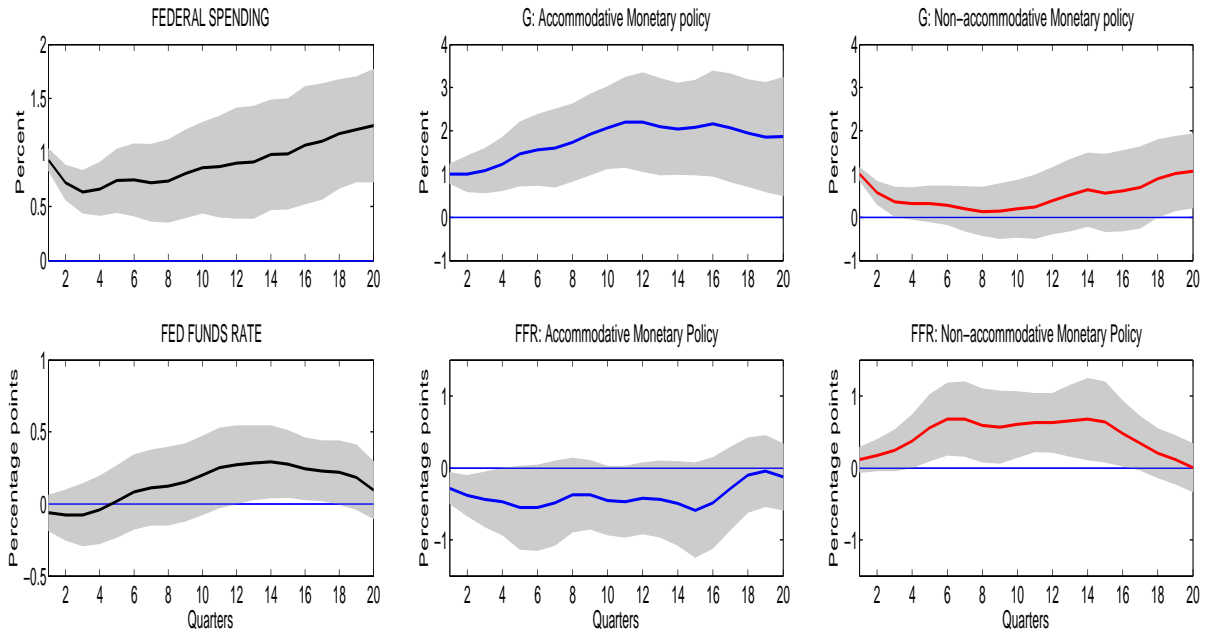 FEDERAL SPENDING
G: Accommodative Monetary policy
G: Non−accommodative Monetary policy
Percent
2
1.5
1
0.5
0
2 4 6 8 10 12 14 16 18 20
Percent
4
3
2
1
0
−1
2 4 6 8 10 12 14 16 18 20
Percent
4
3
2
1
0
−1
2 4 6 8 10 12 14 16 18 20
FED FUNDS RATE
FFR: Accommodative Monetary Policy
FFR: Non−accommodative Monetary Policy
Percentage points
1
0.5
0
−0.5
2 4 6 8 10 12 14 16 18 20
Quarters
Percentage points
1
0
−1
2 4 6 8 10 12 14 16 18 20
Quarters
Percentage points
1
0
−1
2 4 6 8 10 12 14 16 18 20
Quarters